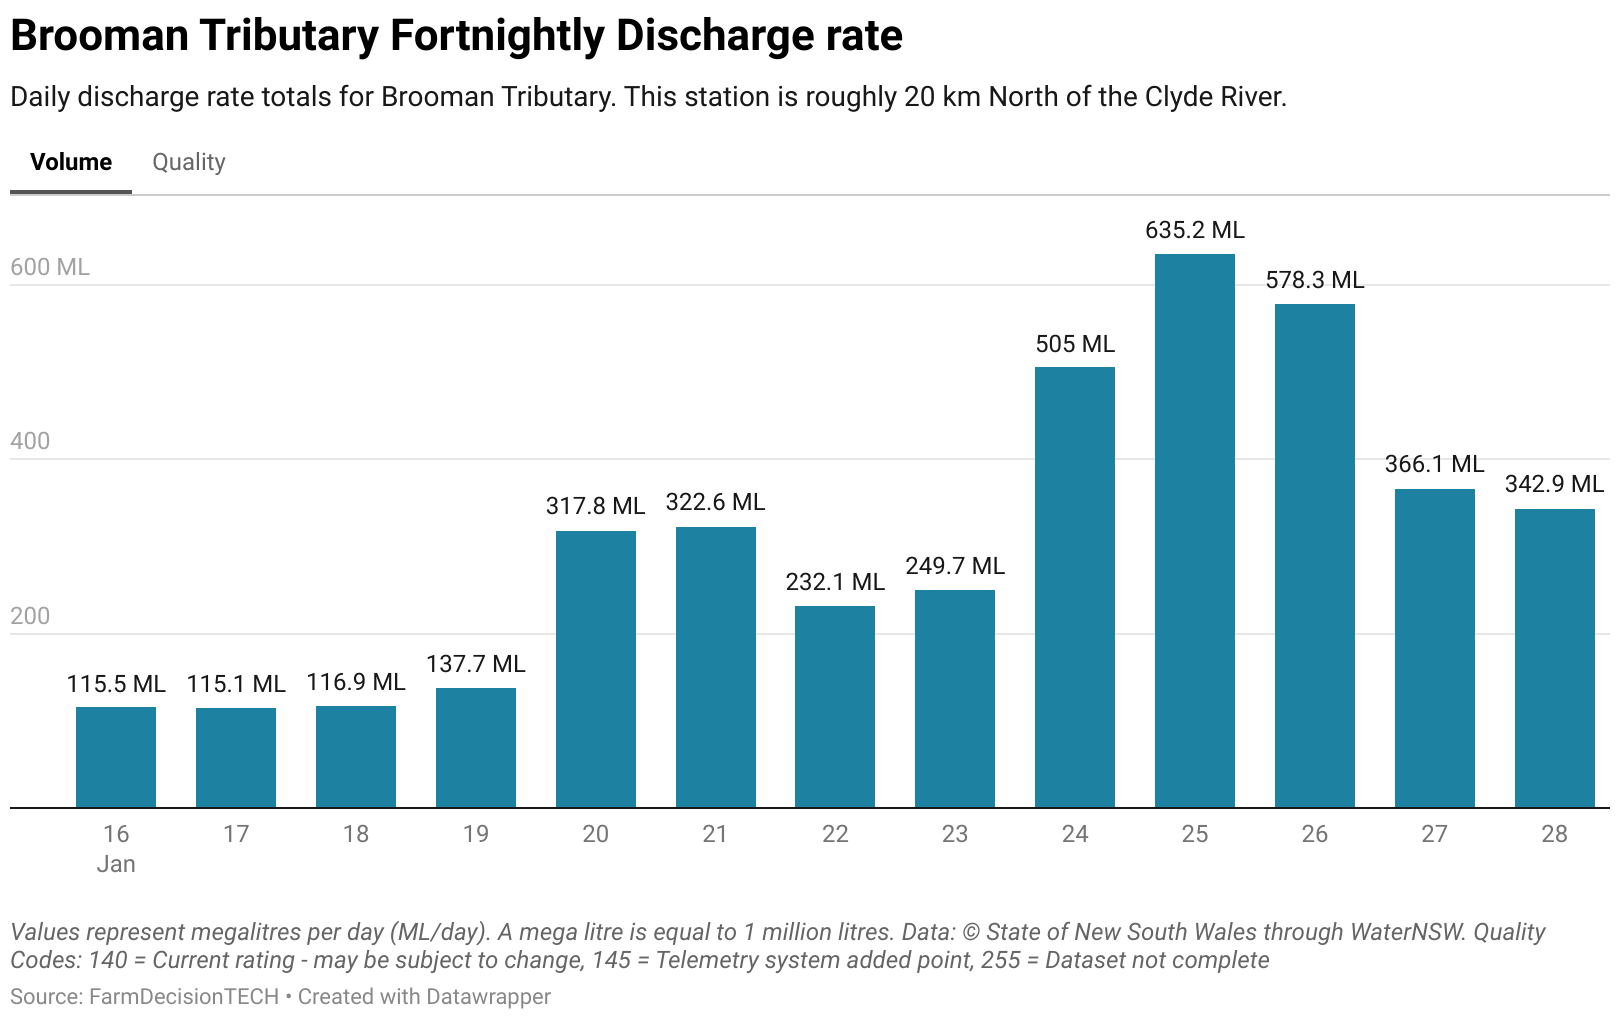 Brooman Tributary Fortnightly Discharge rate
Daily discharge rate totals for Brooman Tributary. This station is roughly 20 km North of the Clyde River.
Volume Quality
635.2 ML
600 ML
578.3 ML
505 ML
400
366.1 ML
342.9 ML
317.8 ML 322.6 ML
249.7 ML
232.1 ML
200
137.7 ML
115.5 ML 115.1 ML 116.9 ML
16 17 18 19 20 21 22 23 24 25 26 27 28
Jan
Values represent megalitres per day (ML/day). A mega litre is equal to 1 million litres. Data: © State of New South Wales through WaterNSW. Quality
Codes: 140 = Current rating - may be subject to change, 145 = Telemetry system added point, 255 = Dataset not complete
Source: FarmDecisionTECH • Created with Datawrapper